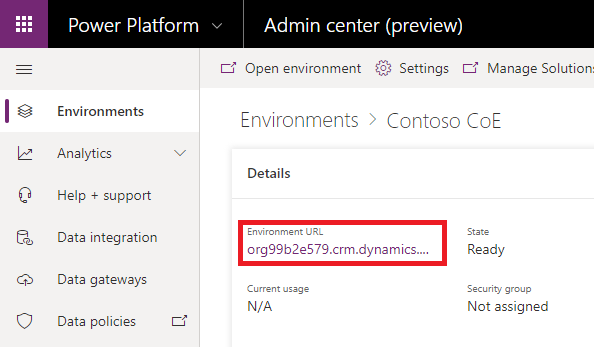 Power Platform
Admin center (preview)
Open environment
Settings
Manage Solutions
Environments
Analytics
Help + support
Data integration
Data gateways
Data policies
Environments > Contoso CoE
Details
Environment URL
org99b2e579.crm.dynamics....
State
Ready
Current usage
N/A
Security group
Not assigned